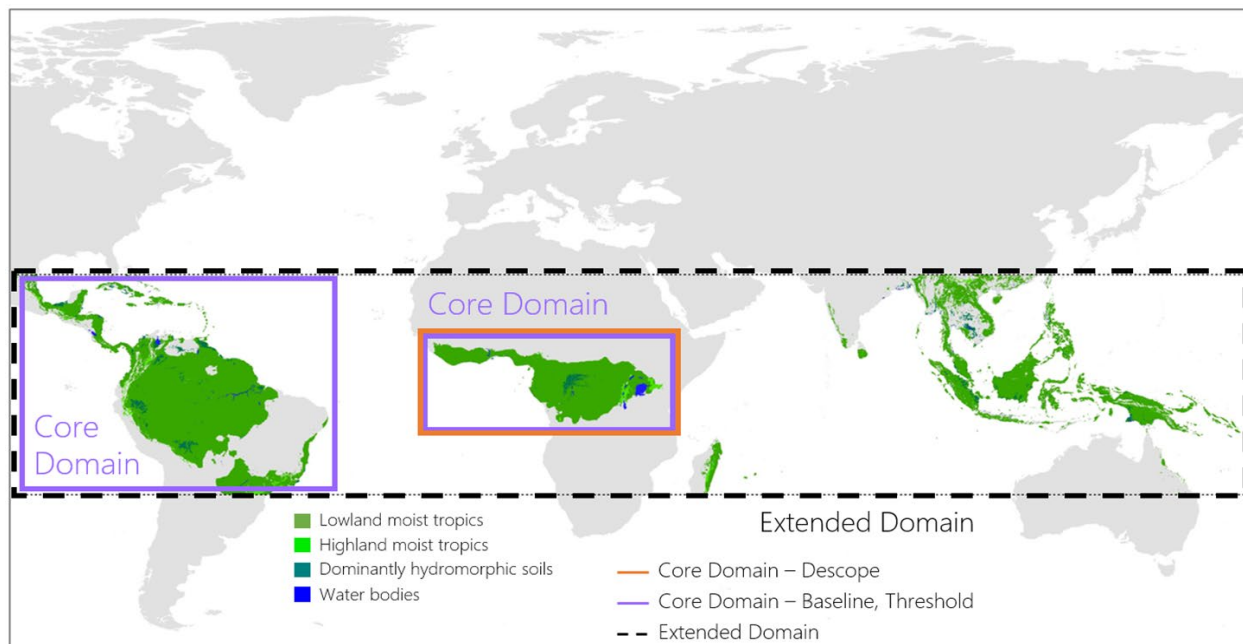 Core Domain
Core
Domain
Extended Domain
Lowland moist tropics
Highland moist tropics
Dominantly hydromorphic soils
Water bodies
Core Domain – Descope
Core Domain – Baseline, Threshold
Extended Domain